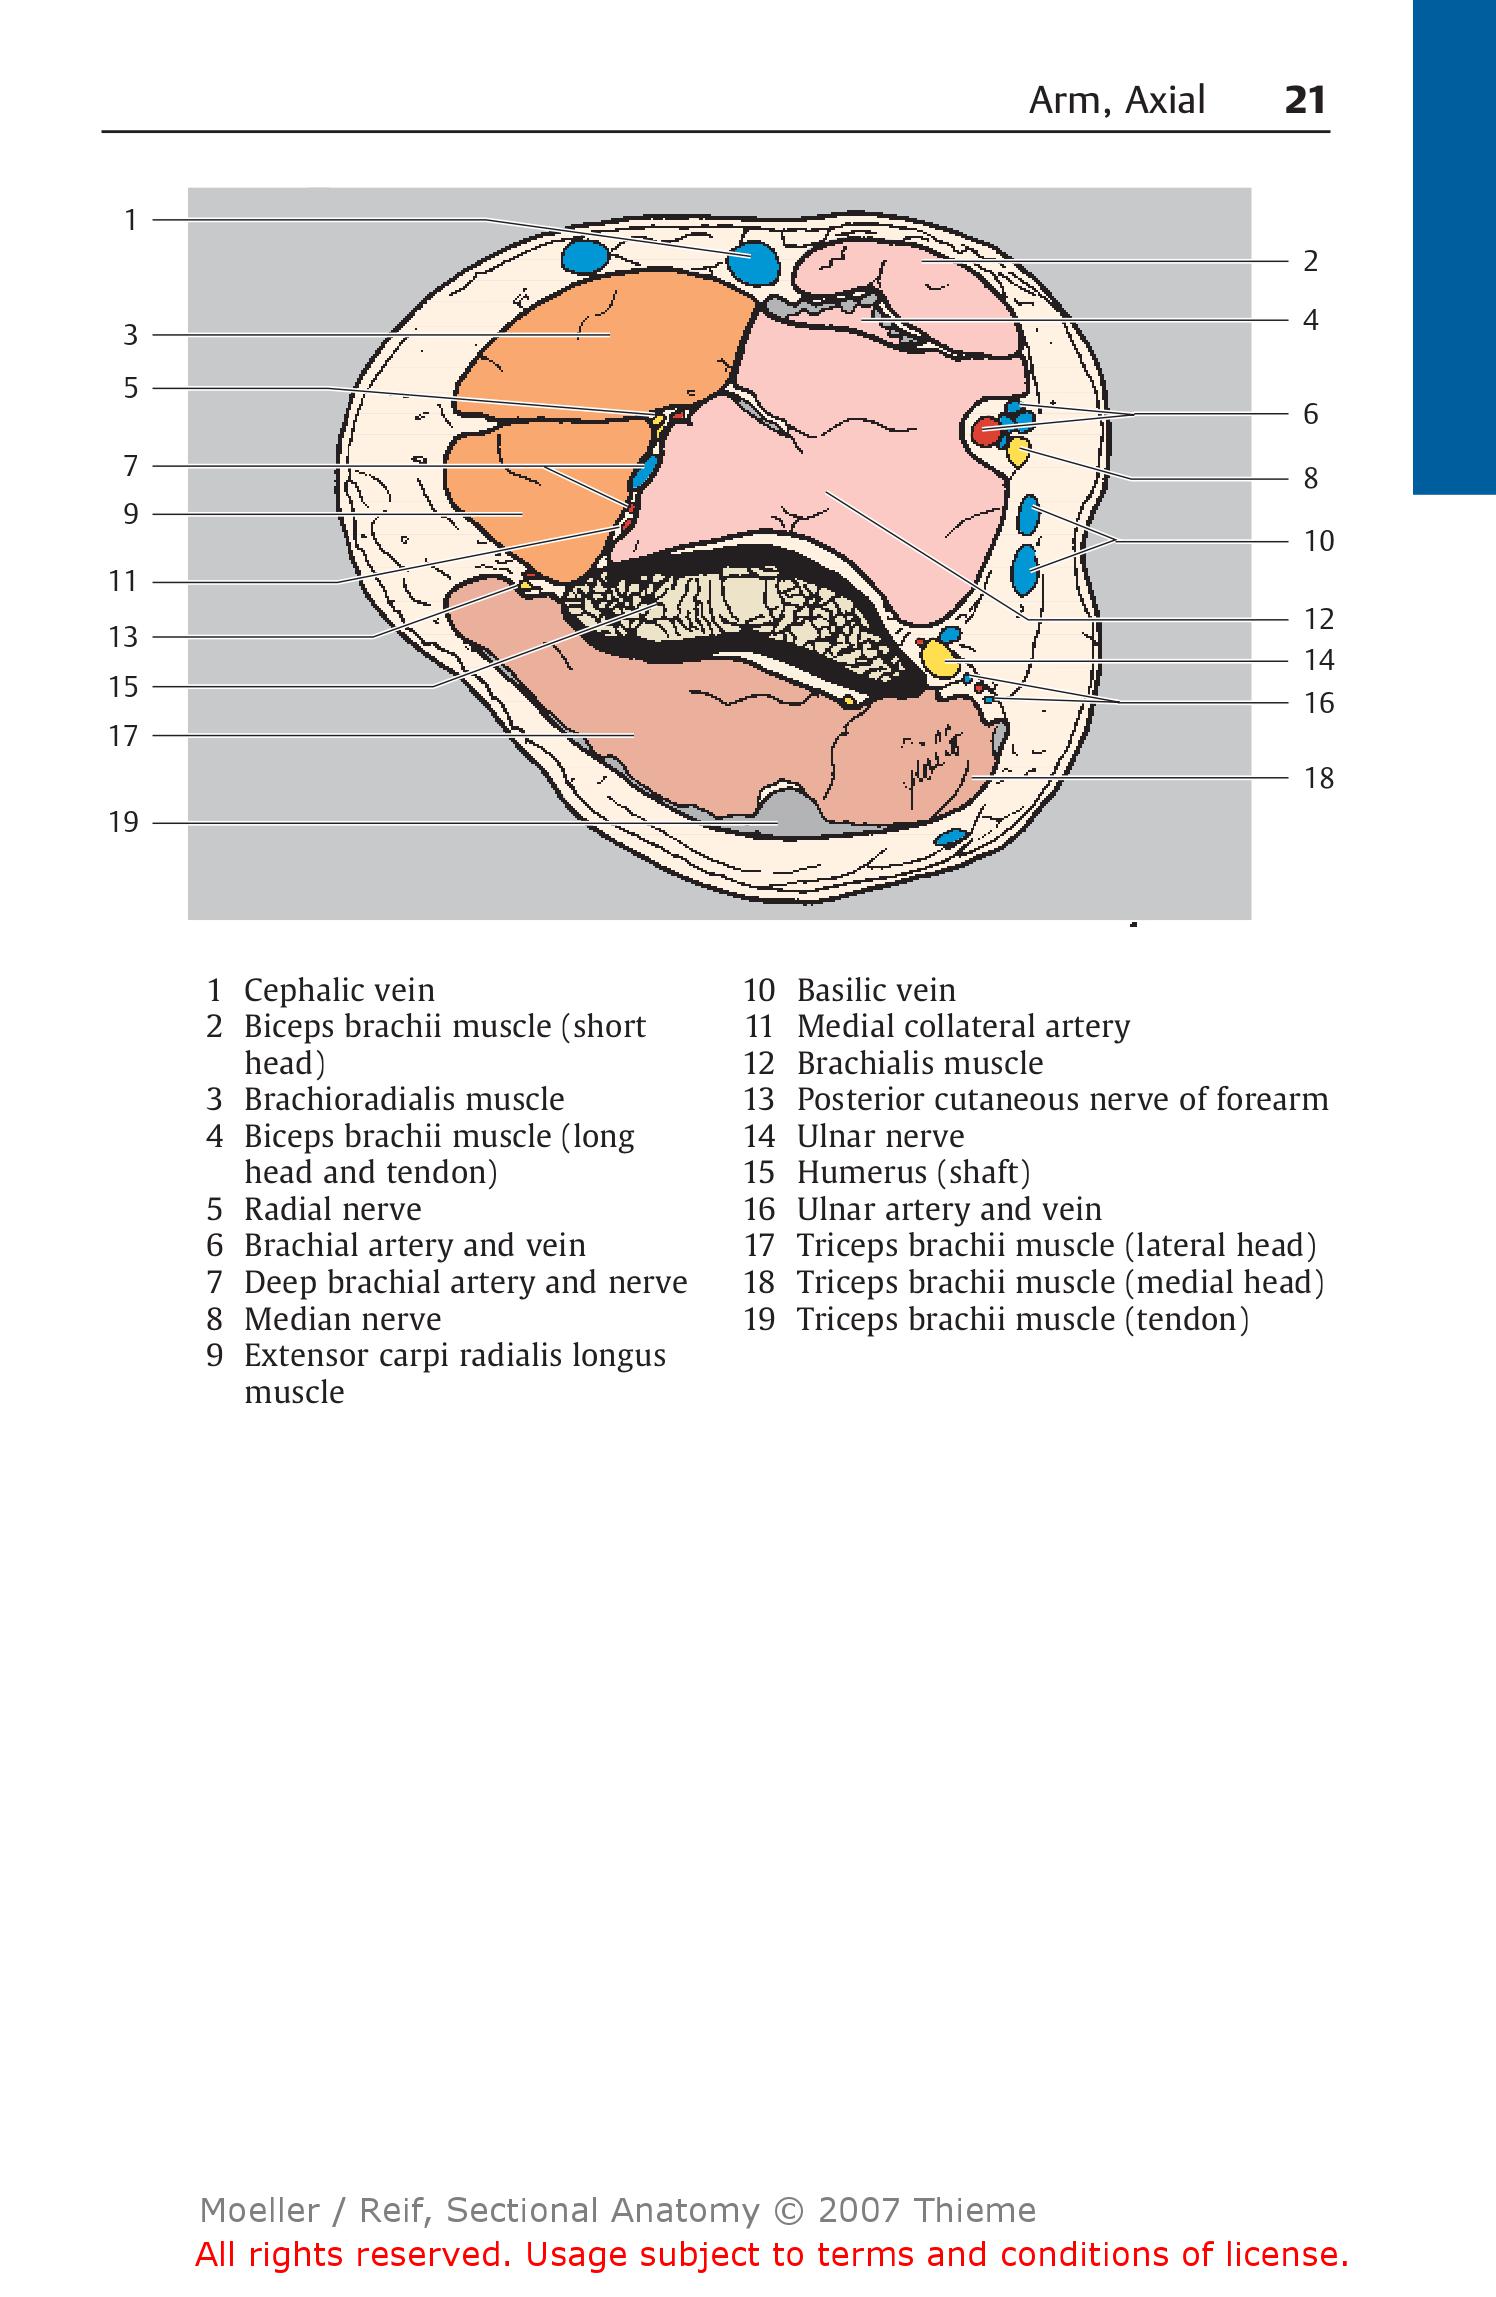 Arm, Axial 21
1
2
3
4
5
6
7
8
9
10
11
12
13
14
15
16
17
18
19
1 Cephalic vein
2 Biceps brachii muscle (short
head)
3 Brachioradialis muscle
4 Biceps brachii muscle (long
head and tendon)
5 Radial nerve
6 Brachial artery and vein
7 Deep brachial artery and nerve
8 Median nerve
9 Extensor carpi radialis longus
muscle
10 Basilic vein
11 Medial collateral artery
12 Brachialis muscle
13 Posterior cutaneous nerve of forearm
14 Ulnar nerve
15 Humerus (shaft)
16 Ulnar artery and vein
17 Triceps brachii muscle (lateral head)
18 Triceps brachii muscle (medial head)
19 Triceps brachii muscle (tendon)
Moeller / Reif, Sectional Anatomy © 2007 Thieme
All rights reserved. Usage subject to terms and conditions of license.